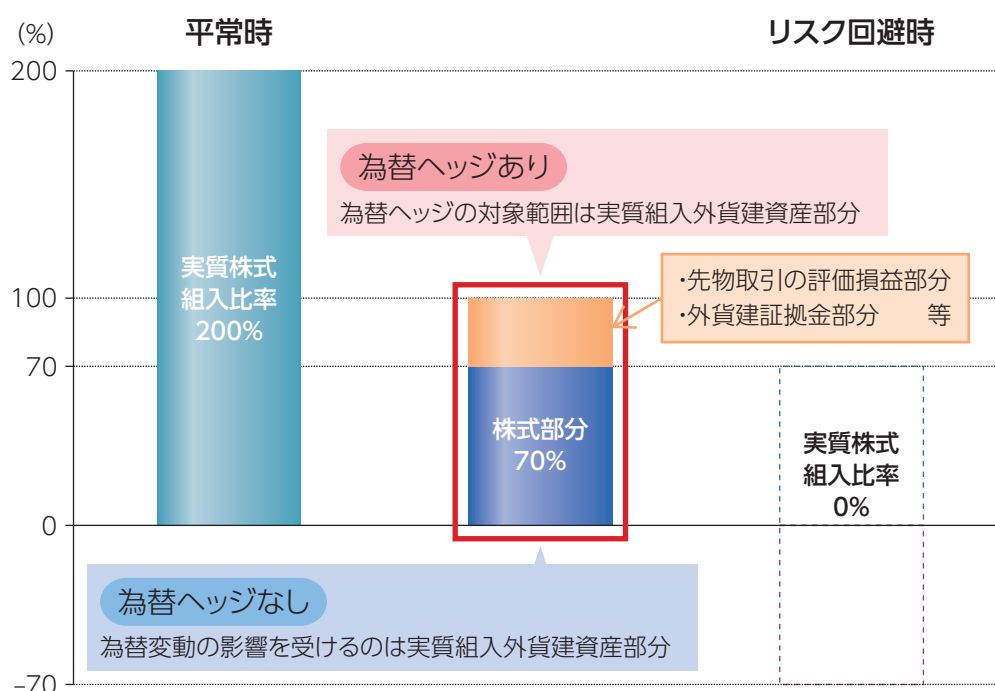 (%)
平常時
リスク回避時
200
為替ヘッジあり
為替ヘッジの対象範囲は実質組入外貨建資産部分
実質株式
組入比率
200%
・先物取引の評価損益部分
・外貨建証拠金部分　等
100
70
株式部分
70%
実質株式
組入比率
0%
0
為替ヘッジなし
為替変動の影響を受けるのは実質組入外貨建資産部分
-70